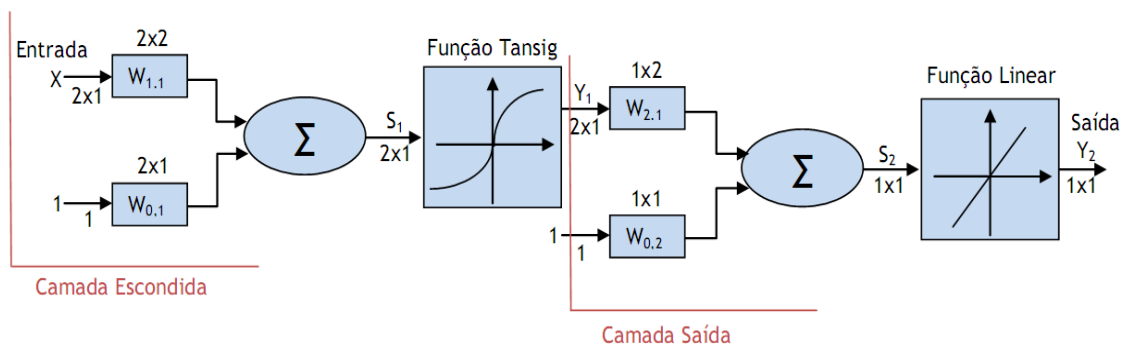 Entrada
X
2x1
2x2
W1.1
2x1
1
1
W0,1
Σ
S1
2x1
Função Tansig
Y1
2x1
1x2
W2.1
1
1
1x1
W0,2
Σ
S2
1x1
Função Linear
Saída
Y2
1x1
Camada Escondida
Camada Saída